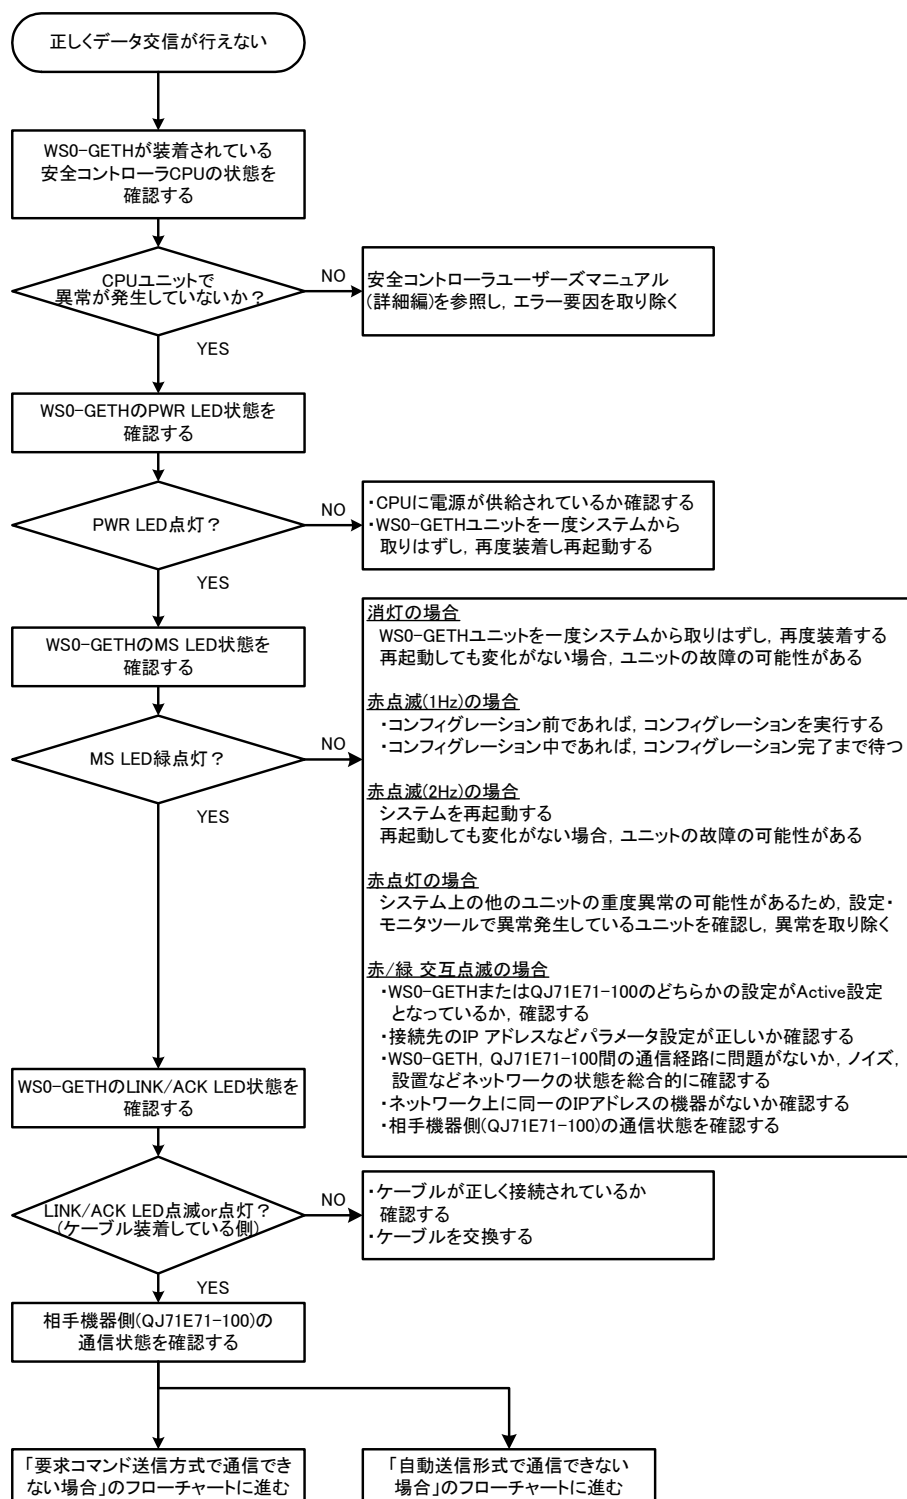 正しくデータ交信が行えない
WS0-GETHが装着されている
安全コントローラCPUの状態を
確認する
CPUユニットで
異常が発生していないか？
NO
安全コントローラユーザーズマニュアル
(詳細編)を参照し, エラー要因を取り除く
YES
WS0-GETHのPWR LED状態を
確認する
PWR LED点灯？
NO
・CPUに電源が供給されているか確認する
・WS0-GETHユニットを一度システムから
取りはずし, 再度装着し再起動する
YES
WS0-GETHのMS LED状態を
確認する
MS LED緑点灯？
NO
消灯の場合
WS0-GETHユニットを一度システムから取りはずし, 再度装着する
再起動しても変化がない場合, ユニットの故障の可能性がある
赤点滅(1Hz)の場合
・コンフィグレーション前であれば, コンフィグレーションを実行する
・コンフィグレーション中であれば, コンフィグレーション完了まで待つ
赤点滅(2Hz)の場合
システムを再起動する
再起動しても変化がない場合, ユニットの故障の可能性がある
赤点灯の場合
システム上の他のユニットの重度異常の可能性があるため, 設定・
モニタツールで異常発生しているユニットを確認し, 異常を取り除く
赤/緑 交互点滅の場合
・WS0-GETHまたはQJ71E71-100のどちらかの設定がActive設定
となっているか, 確認する
・接続先のIP アドレスなどパラメータ設定が正しいか確認する
・WS0-GETH, QJ71E71-100間の通信経路に問題がないか, ノイズ,
設置などネットワークの状態を総合的に確認する
・ネットワーク上に同一のIPアドレスの機器がないか確認する
・相手機器側(QJ71E71-100)の通信状態を確認する
YES
WS0-GETHのLINK/ACK LED状態を
確認する
LINK/ACK LED点滅or点灯？
(ケーブル装着している側)
NO
・ケーブルが正しく接続されているか
確認する
・ケーブルを交換する
YES
相手機器側(QJ71E71-100)の
通信状態を確認する
「要求コマンド送信方式で通信でき
ない場合」のフローチャートに進む
「自動送信形式で通信できない
場合」のフローチャートに進む